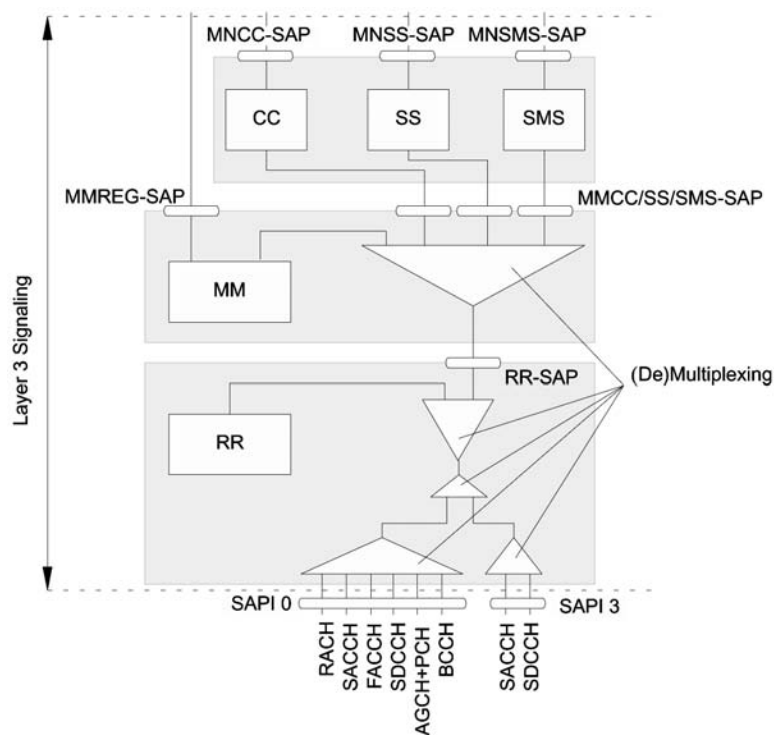 MNCC-SAP
MNSS-SAP
MNSMS-SAP
CC
SS
SMS
MMREG-SAP
MMCC/SS/SMS-SAP
MM
Layer 3 Signaling
RR-SAP
(De)Multiplexing
RR
SAPI 0
SAPI 3
RACH
SACCH
FACCH
SDCCH
AGCH+PCH
BCCH
SACCH
SDCCH